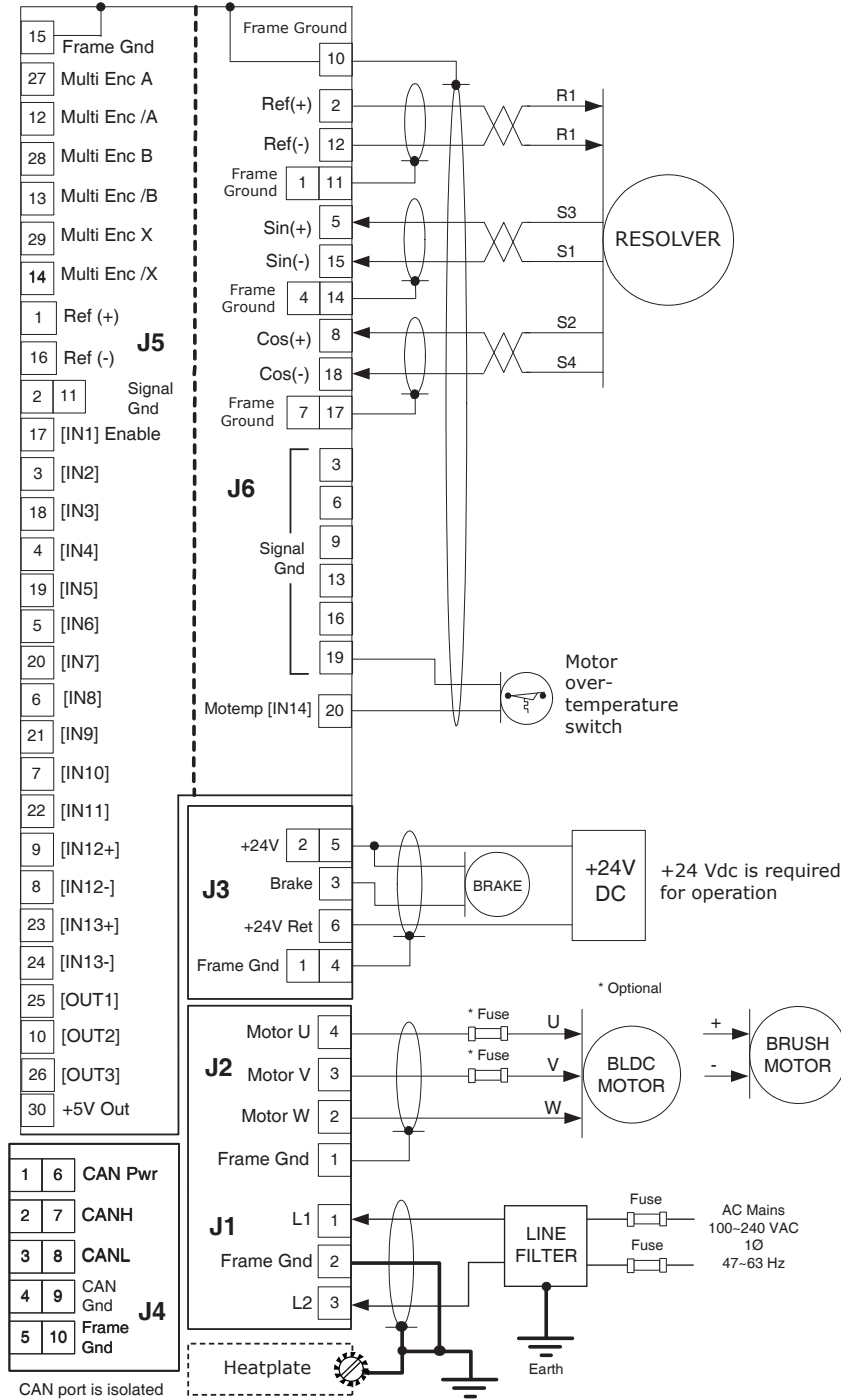 15 Frame Gnd
27 Multi Enc A
12 Multi Enc /A
28 Multi Enc B
13 Multi Enc /B
29 Multi Enc X
14 Multi Enc /X
1 Ref (+)
J5
16 Ref (-)
2 11 Signal
Gnd
17 [IN1] Enable
3 [IN2]
18 [IN3]
4 [IN4]
19 [IN5]
5 [IN6]
20 [IN7]
6 [IN8]
21 [IN9]
7 [IN10]
22 [IN11]
9 [IN12+]
8 [IN12-]
23 [IN13+]
24 [IN13-]
25 [OUT1]
10 [OUT2]
26 [OUT3]
30 +5V Out
1 6 CAN Pwr
2 7 CANH
3 8 CANL
4 9 CAN
Gnd
J4
5 10 Frame
Gnd
CAN port is isolated
Frame Ground
10
Ref(+) 2 R1
Ref(-) 12 R1
Frame
Ground 1 11
Sin(+) 5 S3
RESOLVER
Sin(-) 15 S1
Frame
Ground 4 14
Cos(+) 8 S2
Cos(-) 18 S4
Frame
Ground 7 17
J6
3
6
Signal
Gnd
9
13
16
19
Motemp [IN14] 20
Motor
over-
temperature
switch
J3
+24V 2 5
Brake 3
BRAKE
+24V Ret 6
Frame Gnd 1 4
+24V
DC
+24 Vdc is required
for operation
* Optional
J2
Motor U 4 * Fuse U
Motor V 3 * Fuse V
Motor W 2 W
Frame Gnd 1
BLDC
MOTOR
+
-
BRUSH
MOTOR
J1
L1 1
Frame Gnd 2
L2 3
LINE
FILTER
Fuse
Fuse
AC Mains
100~240 VAC
1Ø
47~63 Hz
Earth
Heatplate